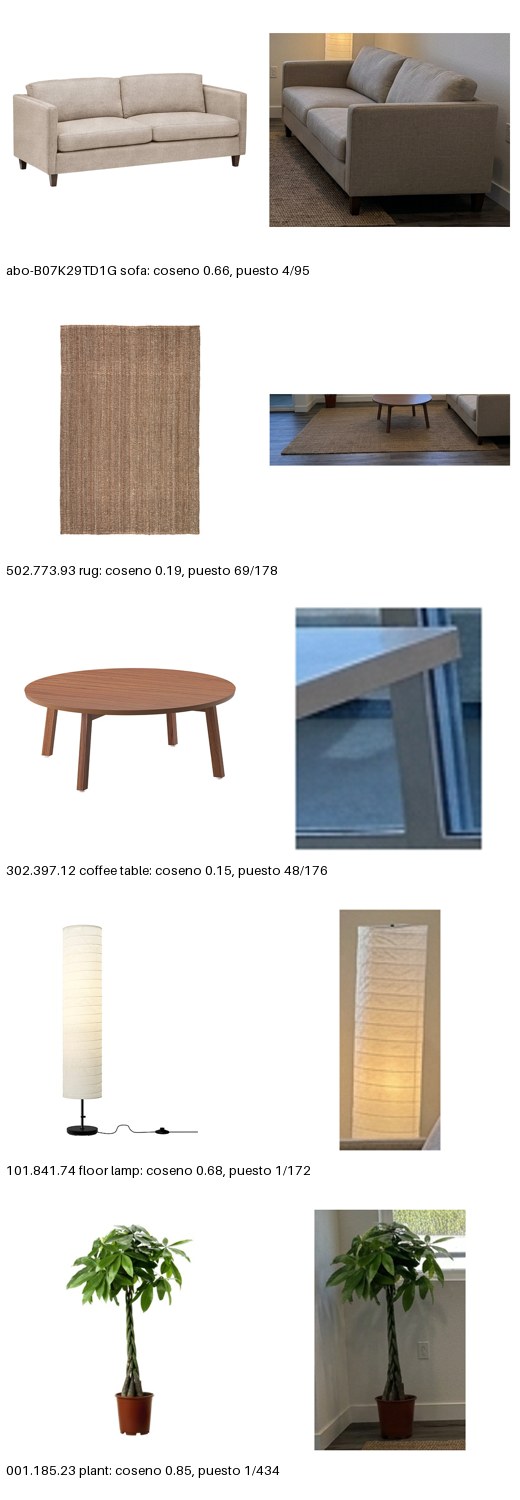 abo-B07K29TD1G sofa: coseno 0.66, puesto 4/95
502.773.93 rug: coseno 0.19, puesto 69/178
302.397.12 coffee table: coseno 0.15, puesto 48/176
101.841.74 floor lamp: coseno 0.68, puesto 1/172
001.185.23 plant: coseno 0.85, puesto 1/434